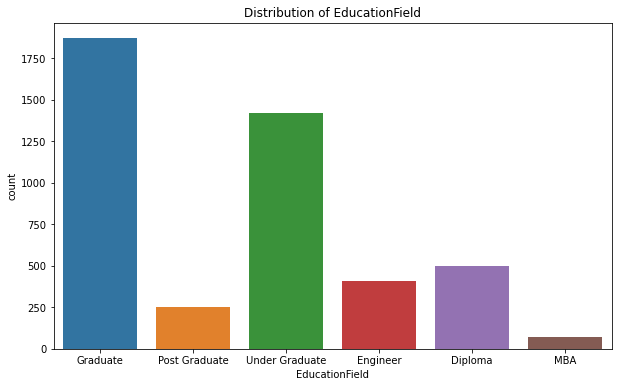 Distribution of EducationField
count
1750
1500
1250
1000
750
500
250
0
Graduate
Post Graduate
Under Graduate
Engineer
Diploma
MBA
EducationField